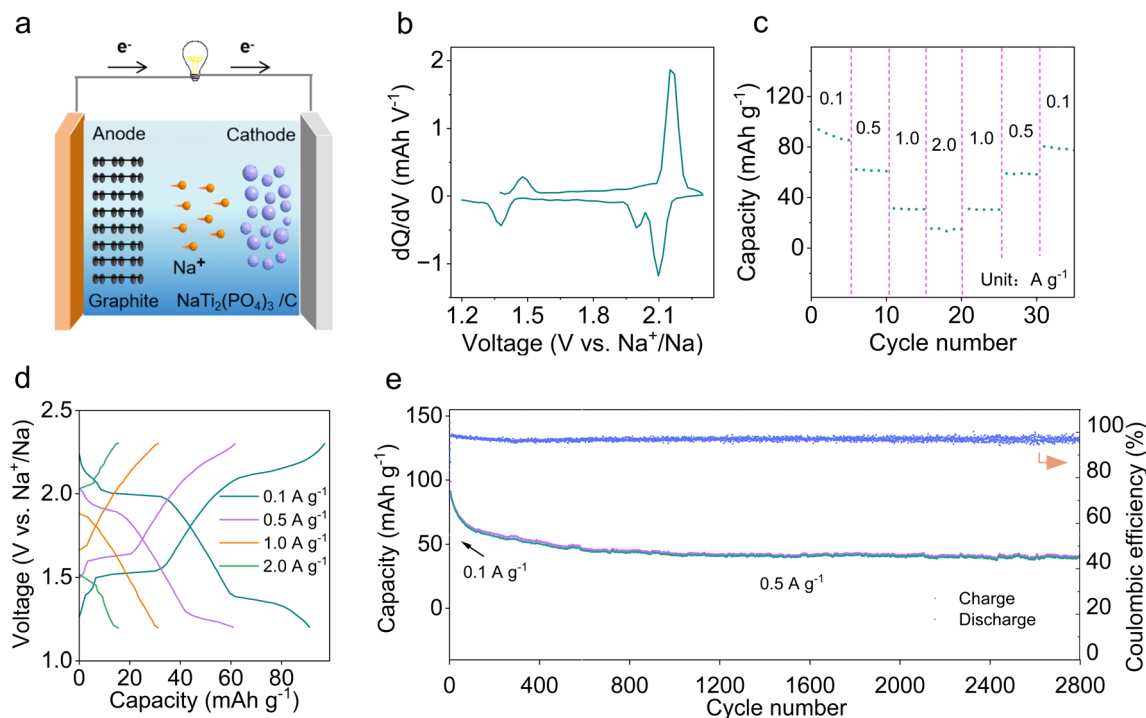 a
e⁻ e⁻
Anode Cathode
Na⁺
Graphite NaTi₂(PO₄)₃ /C
b
dQ/dV (mAh V⁻¹)
2
1
0
−1
1.2 1.5 1.8 2.1
Voltage (V vs. Na⁺/Na)
c
Capacity (mAh g⁻¹)
120
80
40
0
0.1 0.5 1.0 2.0 1.0 0.5 0.1
Unit：A g⁻¹
0 10 20 30
Cycle number
d
Voltage (V vs. Na⁺/Na)
2.5
2.0
1.5
1.0
0.1 A g⁻¹
0.5 A g⁻¹
1.0 A g⁻¹
2.0 A g⁻¹
0 20 40 60 80
Capacity (mAh g⁻¹)
e
Capacity (mAh g⁻¹)
150
100
50
0
0.1 A g⁻¹
0.5 A g⁻¹
Charge
Discharge
100
80
60
40
20
0
Coulombic efficiency (%)
0 400 800 1200 1600 2000 2400 2800
Cycle number